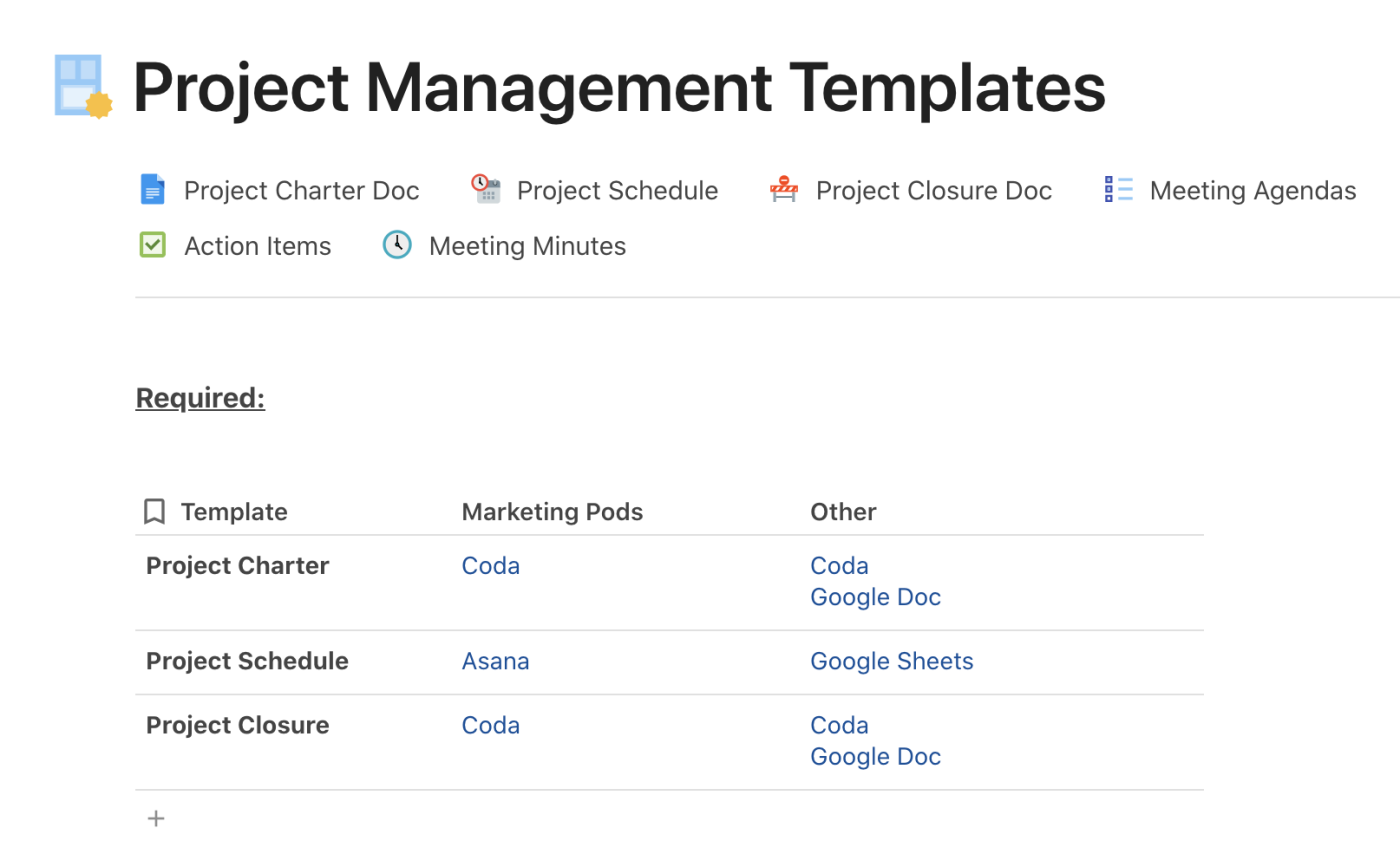 Project Management Templates
Project Charter Doc Project Schedule Project Closure Doc Meeting Agendas
Action Items Meeting Minutes
Required:
Template Marketing Pods Other
Project Charter Coda Coda
Google Doc
Project Schedule Asana Google Sheets
Project Closure Coda Coda
Google Doc
+